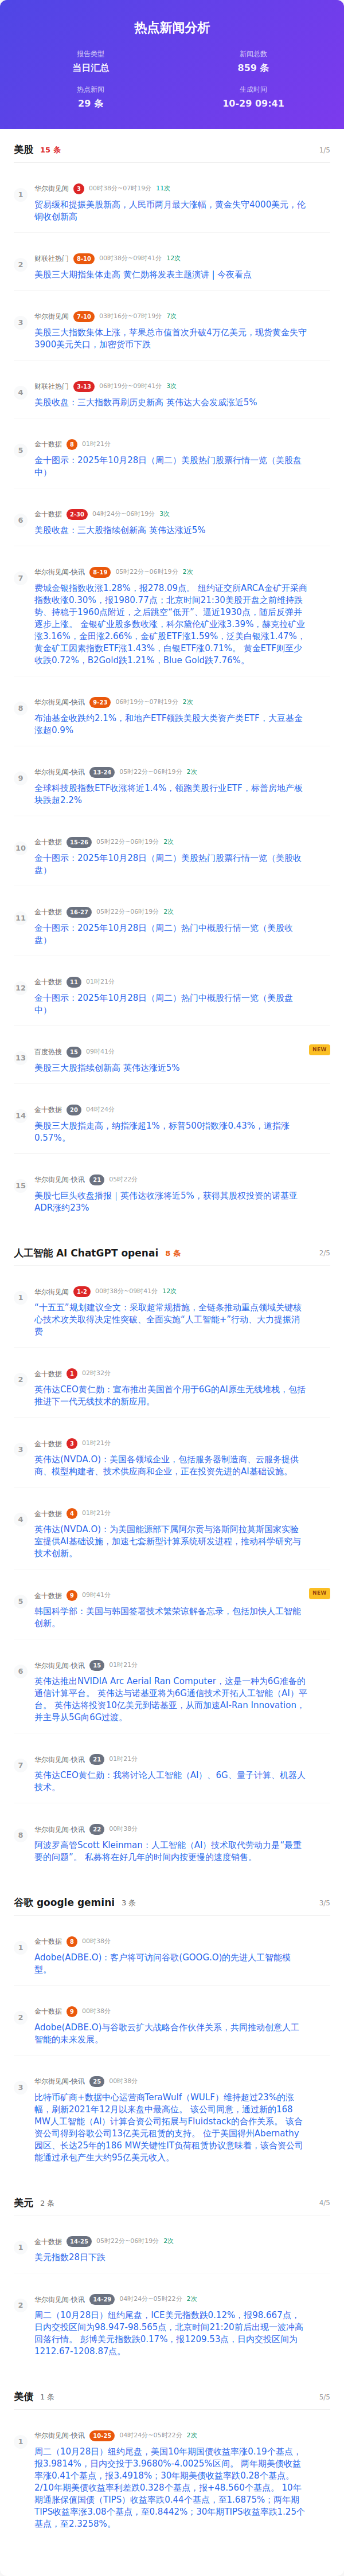 热点新闻分析
报告类型
新闻总数
当日汇总
859 条
热点新闻
生成时间
29 条
10-29 09:41
美股 15 条 1/5
1 华尔街见闻 3 00时38分~07时19分 11次
贸易缓和提振美股新高，人民币两月最大涨幅，黄金失守4000美元，伦
铜收创新高
2 财联社热门 8-10 00时38分~09时41分 12次
美股三大期指集体走高 黄仁勋将发表主题演讲 | 今夜看点
3 华尔街见闻 7-10 03时16分~07时19分 7次
美股三大指数集体上涨，苹果总市值首次升破4万亿美元，现货黄金失守
3900美元关口，加密货币下跌
4 财联社热门 3-13 06时19分~09时41分 3次
美股收盘：三大指数再刷历史新高 英伟达大会发威涨近5%
5 金十数据 8 01时21分
金十图示：2025年10月28日（周二）美股热门股票行情一览（美股盘
中）
6 金十数据 2-30 04时24分~06时19分 3次
美股收盘：三大股指续创新高 英伟达涨近5%
7 华尔街见闻-快讯 8-19 05时22分~06时19分 2次
费城金银指数收涨1.28%，报278.09点。 纽约证交所ARCA金矿开采商
指数收涨0.30%，报1980.77点；北京时间21:30美股开盘之前维持跌
势、持稳于1960点附近，之后跳空“低开”、逼近1930点，随后反弹并
逐步上涨。 金银矿业股多数收涨，科尔黛伦矿业涨3.39%，赫克拉矿业
涨3.16%，金田涨2.66%，金矿股ETF涨1.59%，泛美白银涨1.47%，
黄金矿工因素指数ETF涨1.43%，白银ETF涨0.71%。 黄金ETF则至少
收跌0.72%，B2Gold跌1.21%，Blue Gold跌7.76%。
8 华尔街见闻-快讯 9-23 06时19分~07时19分 2次
布油基金收跌约2.1%，和地产ETF领跌美股大类资产类ETF，大豆基金
涨超0.9%
9 华尔街见闻-快讯 13-24 05时22分~06时19分 2次
全球科技股指数ETF收涨将近1.4%，领跑美股行业ETF，标普房地产板
块跌超2.2%
10 金十数据 15-26 05时22分~06时19分 2次
金十图示：2025年10月28日（周二）美股热门股票行情一览（美股收
盘）
11 金十数据 16-27 05时22分~06时19分 2次
金十图示：2025年10月28日（周二）热门中概股行情一览（美股收
盘）
12 金十数据 11 01时21分
金十图示：2025年10月28日（周二）热门中概股行情一览（美股盘
中）
13 百度热搜 15 09时41分 NEW
美股三大股指续创新高 英伟达涨近5%
14 金十数据 20 04时24分
美股三大股指走高，纳指涨超1%，标普500指数涨0.43%，道指涨
0.57%。
15 华尔街见闻-快讯 21 05时22分
美股七巨头收盘播报｜英伟达收涨将近5%，获得其股权投资的诺基亚
ADR涨约23%
人工智能 AI ChatGPT openai 8 条 2/5
1 华尔街见闻 1-2 00时38分~09时41分 12次
“十五五”规划建议全文：采取超常规措施，全链条推动重点领域关键核
心技术攻关取得决定性突破、全面实施“人工智能+”行动、大力提振消
费
2 金十数据 1 02时32分
英伟达CEO黄仁勋：宣布推出美国首个用于6G的AI原生无线堆栈，包括
推进下一代无线技术的新应用。
3 金十数据 3 01时21分
英伟达(NVDA.O)：美国各领域企业，包括服务器制造商、云服务提供
商、模型构建者、技术供应商和企业，正在投资先进的AI基础设施。
4 金十数据 4 01时21分
英伟达(NVDA.O)：为美国能源部下属阿尔贡与洛斯阿拉莫斯国家实验
室提供AI基础设施，加速七套新型计算系统研发进程，推动科学研究与
技术创新。
5 金十数据 9 09时41分 NEW
韩国科学部：美国与韩国签署技术繁荣谅解备忘录，包括加快人工智能
创新。
6 华尔街见闻-快讯 15 01时21分
英伟达推出NVIDIA Arc Aerial Ran Computer，这是一种为6G准备的
通信计算平台。 英伟达与诺基亚将为6G通信技术开拓人工智能（AI）平
台。 英伟达将投资10亿美元到诺基亚，从而加速AI-Ran Innovation，
并主导从5G向6G过渡。
7 华尔街见闻-快讯 21 01时21分
英伟达CEO黄仁勋：我将讨论人工智能（AI）、6G、量子计算、机器人
技术。
8 华尔街见闻-快讯 22 00时38分
阿波罗高管Scott Kleinman：人工智能（AI）技术取代劳动力是“最重
要的问题”。 私募将在好几年的时间内按更慢的速度销售。
谷歌 google gemini 3 条 3/5
1 金十数据 8 00时38分
Adobe(ADBE.O)：客户将可访问谷歌(GOOG.O)的先进人工智能模
型。
2 金十数据 9 00时38分
Adobe(ADBE.O)与谷歌云扩大战略合作伙伴关系，共同推动创意人工
智能的未来发展。
3 华尔街见闻-快讯 25 00时38分
比特币矿商+数据中心运营商TeraWulf（WULF）维持超过23%的涨
幅，刷新2021年12月以来盘中最高位。 该公司同意，通过新的168
MW人工智能（AI）计算合资公司拓展与Fluidstack的合作关系。 该合
资公司得到谷歌公司13亿美元租赁的支持。 位于美国得州Abernathy
园区、长达25年的186 MW关键性IT负荷租赁协议意味着，该合资公司
能通过承包产生大约95亿美元收入。
美元 2 条 4/5
1 金十数据 14-25 05时22分~06时19分 2次
美元指数28日下跌
2 华尔街见闻-快讯 14-29 04时24分~05时22分 2次
周二（10月28日）纽约尾盘，ICE美元指数跌0.12%，报98.667点，
日内交投区间为98.947-98.565点，北京时间21:20前后出现一波冲高
回落行情。 彭博美元指数跌0.17%，报1209.53点，日内交投区间为
1212.67-1208.87点。
美债 1 条 5/5
1 华尔街见闻-快讯 10-25 04时24分~05时22分 2次
周二（10月28日）纽约尾盘，美国10年期国债收益率涨0.19个基点，
报3.9814%，日内交投于3.9680%-4.0025%区间。 两年期美债收益
率涨0.41个基点，报3.4918%；30年期美债收益率跌0.28个基点。
2/10年期美债收益率利差跌0.328个基点，报+48.560个基点。 10年
期通胀保值国债（TIPS）收益率跌0.44个基点，至1.6875%；两年期
TIPS收益率涨3.08个基点，至0.8442%；30年期TIPS收益率跌1.25个
基点，至2.3258%。